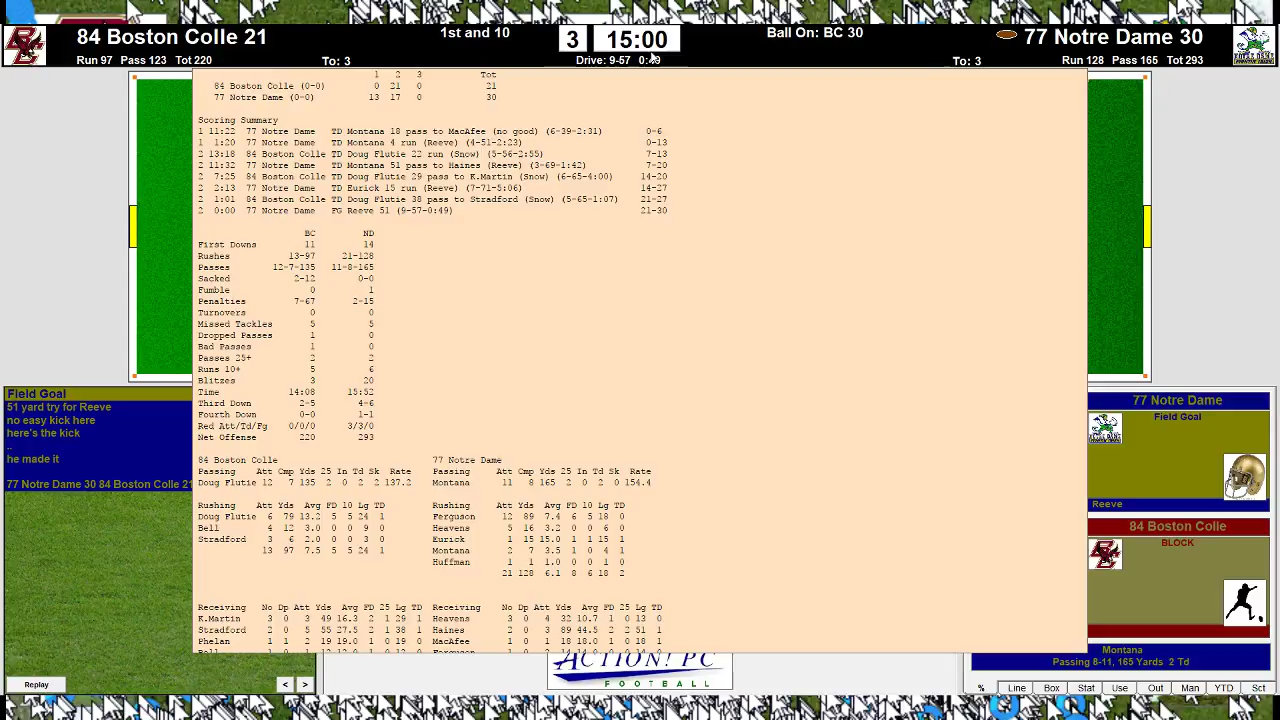 84 Boston Colle 21
1st and 10
3
15:00
Ball On: BC 30
77 Notre Dame 30
Run 97 Pass 123 Tot 220
To: 3
Drive: 9-57 0:49
To: 3
Run 128 Pass 165 Tot 293
1 2 3 Tot
84 Boston Colle (0-0) 0 21 0 21
77 Notre Dame (0-0) 13 17 0 30
Scoring Summary
1 11:22 77 Notre Dame TD Montana 18 pass to MacAfee (no good) (6-39-2:31) 0-6
1 1:20 77 Notre Dame TD Montana 4 run (Reeve) (4-51-2:23) 0-13
2 13:18 84 Boston Colle TD Doug Flutie 22 run (Snow) (5-56-2:55) 7-13
2 11:32 77 Notre Dame TD Montana 51 pass to Haines (Reeve) (3-69-1:42) 7-20
2 7:25 84 Boston Colle TD Doug Flutie 29 pass to K.Martin (Snow) (6-65-4:00) 14-20
2 2:13 77 Notre Dame TD Eurick 15 run (Reeve) (7-71-5:06) 14-27
2 1:01 84 Boston Colle TD Doug Flutie 38 pass to Stradford (Snow) (5-65-1:07) 21-27
2 0:00 77 Notre Dame FG Reeve 51 (9-57-0:49) 21-30
BC ND
First Downs 11 14
Rushes 13-97 21-128
Passes 12-7-135 11-8-165
Sacked 2-12 0-0
Fumble 0 1
Penalties 7-67 2-15
Turnovers 0 0
Missed Tackles 5 5
Dropped Passes 1 0
Bad Passes 1 0
Passes 25+ 2 2
Runs 10+ 5 6
Blitzes 3 20
Time 14:08 15:52
Third Down 2-5 4-6
Fourth Down 0-0 1-1
Red Att/Td/Fg 0/0/0 3/3/0
Net Offense 220 293
84 Boston Colle 77 Notre Dame
Passing Att Cmp Yds 25 In Td Sk Rate Passing Att Cmp Yds 25 In Td Sk Rate
Doug Flutie 12 7 135 2 0 2 2 137.2 Montana 11 8 165 2 0 2 0 154.4
Rushing Att Yds Avg FD 10 Lg TD Rushing Att Yds Avg FD 10 Lg TD
Doug Flutie 6 79 13.2 5 5 24 1 Ferguson 12 89 7.4 6 5 18 0
Bell 4 12 3.0 0 0 9 0 Heavens 5 16 3.2 0 0 6 0
Stradford 3 6 2.0 0 0 3 0 Eurick 1 15 15.0 1 1 15 1
13 97 7.5 5 5 24 1 Montana 2 7 3.5 1 0 4 1
Huffman 1 1 1.0 0 0 1 0
21 128 6.1 8 6 18 2
Receiving No Dp Att Yds Avg FD 25 Lg TD Receiving No Dp Att Yds Avg FD 25 Lg TD
K.Martin 3 0 3 49 16.3 2 1 29 1 Heavens 3 0 4 32 10.7 1 0 13 0
Stradford 2 0 5 55 27.5 2 1 38 1 Haines 2 0 3 89 44.5 2 2 51 1
Phelan 1 1 2 19 19.0 1 0 19 0 MacAfee 1 0 1 18 18.0 1 0 18 1
Field Goal
51 yard try for Reeve
no easy kick here
here's the kick
..
he made it
77 Notre Dame 30 84 Boston Colle 21
77 Notre Dame
Field Goal
Reeve
84 Boston Colle
BLOCK
Montana
Passing 8-11, 165 Yards 2 Td
ACTION! PC
FOOTBALL
Replay
<
>
% Line Box Stat Use Out Man YTD Sct